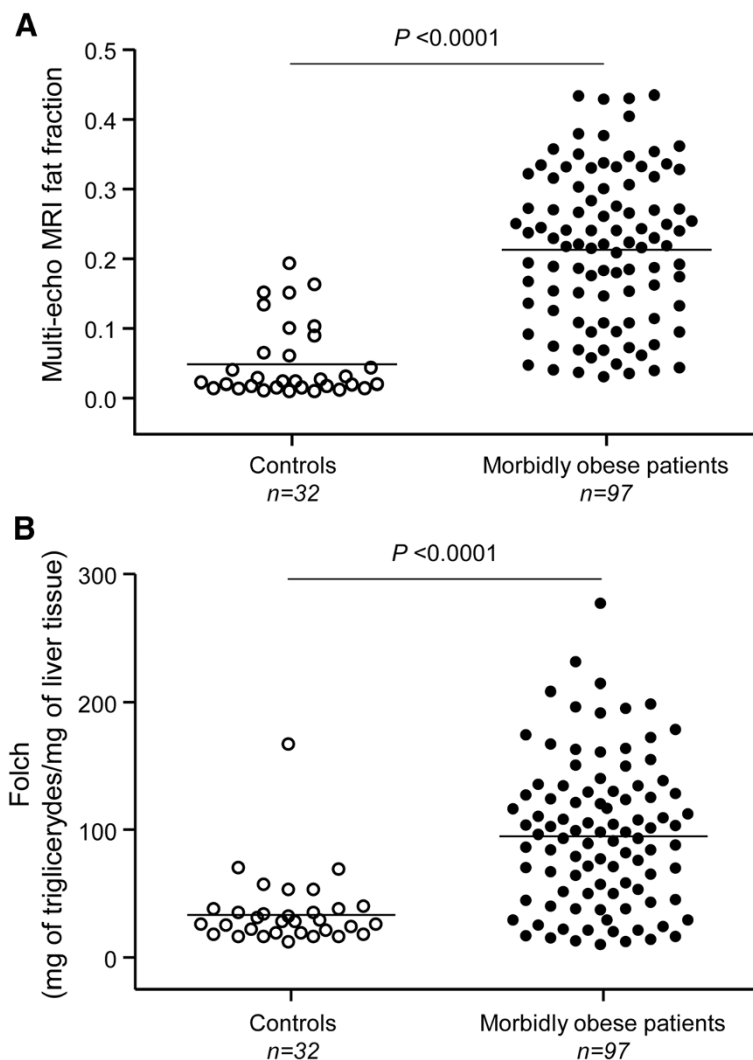 A
P <0.0001
0.5
0.4
0.3
0.2
0.1
0.0
Multi-echo MRI fat fraction
Controls
n=32
Morbidly obese patients
n=97
B
P <0.0001
300
200
100
0
Folch
(mg of triglicerydes/mg of liver tissue)
Controls
n=32
Morbidly obese patients
n=97